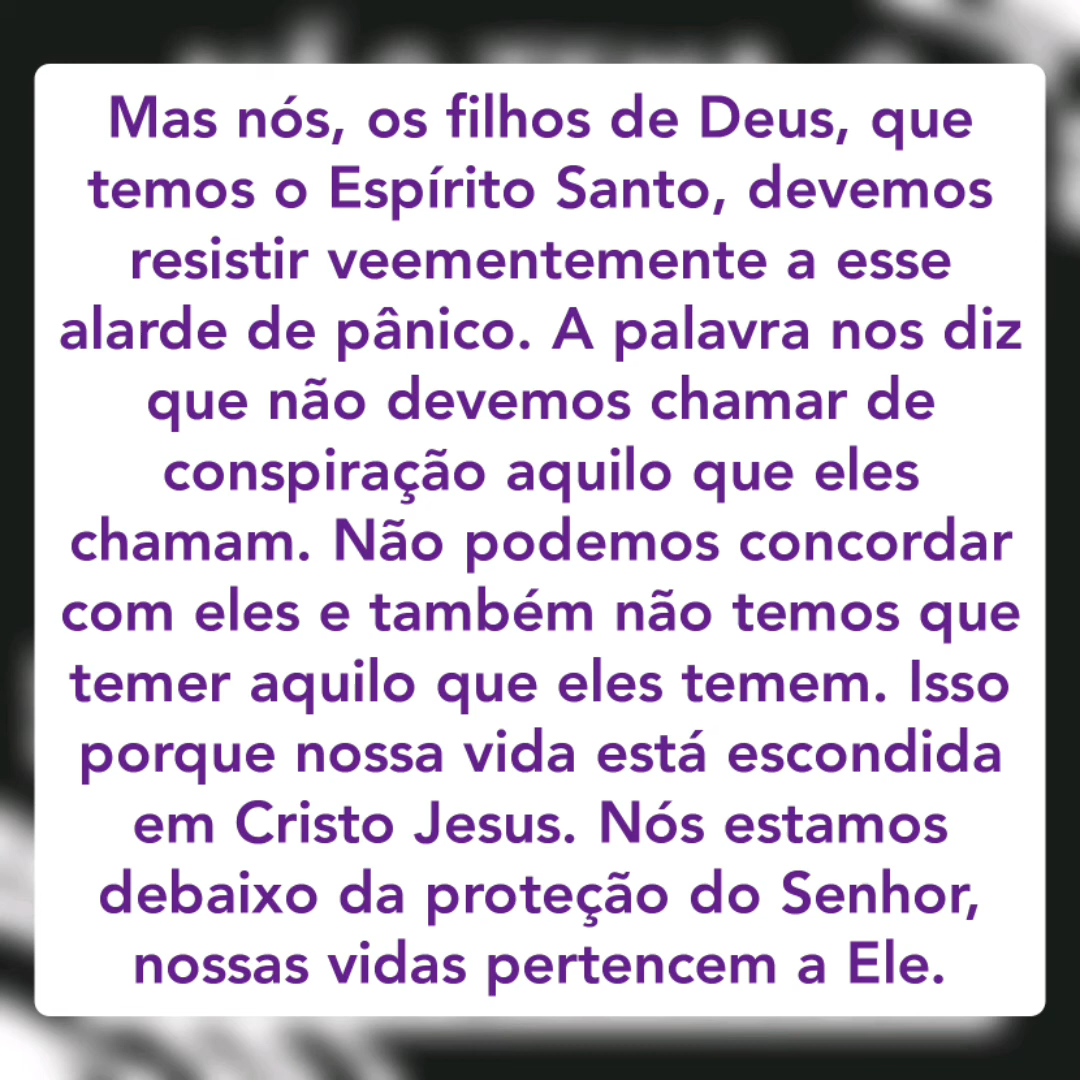 Mas nós, os filhos de Deus, que
temos o Espírito Santo, devemos
resistir veementemente a esse
alarde de pânico. A palavra nos diz
que não devemos chamar de
conspiração aquilo que eles
chamam. Não podemos concordar
com eles e também não temos que
temer aquilo que eles temem. Isso
porque nossa vida está escondida
em Cristo Jesus. Nós estamos
debaixo da proteção do Senhor,
nossas vidas pertencem a Ele.